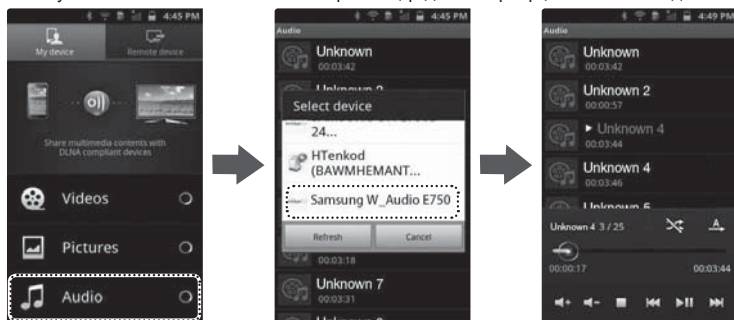 4:45 PM
My device
Remote device
Share multimedia contents with
DLNA compliant devices
Videos
Pictures
Audio
4:45 PM
Audio
Unknown
00:03:42
Unknown 2
Select device
24...
HTenkod
(BAWMHEMANT...
Samsung W_Audio E750
Refresh
Cancel
00:03:18
Unknown 7
00:03:31
4:49 PM
Audio
Unknown
00:03:42
Unknown 2
00:00:57
Unknown 4
00:03:44
Unknown 4
00:03:46
Unknown 6
Unknown 4 3 / 25
A
00:00:17
00:03:44